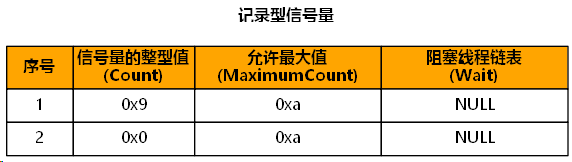 记录型信号量
序号 信号量的整型值 (Count) 允许最大值 (MaximumCount) 阻塞线程链表 (Wait)
1 0x9 0xa NULL
2 0x0 0xa NULL